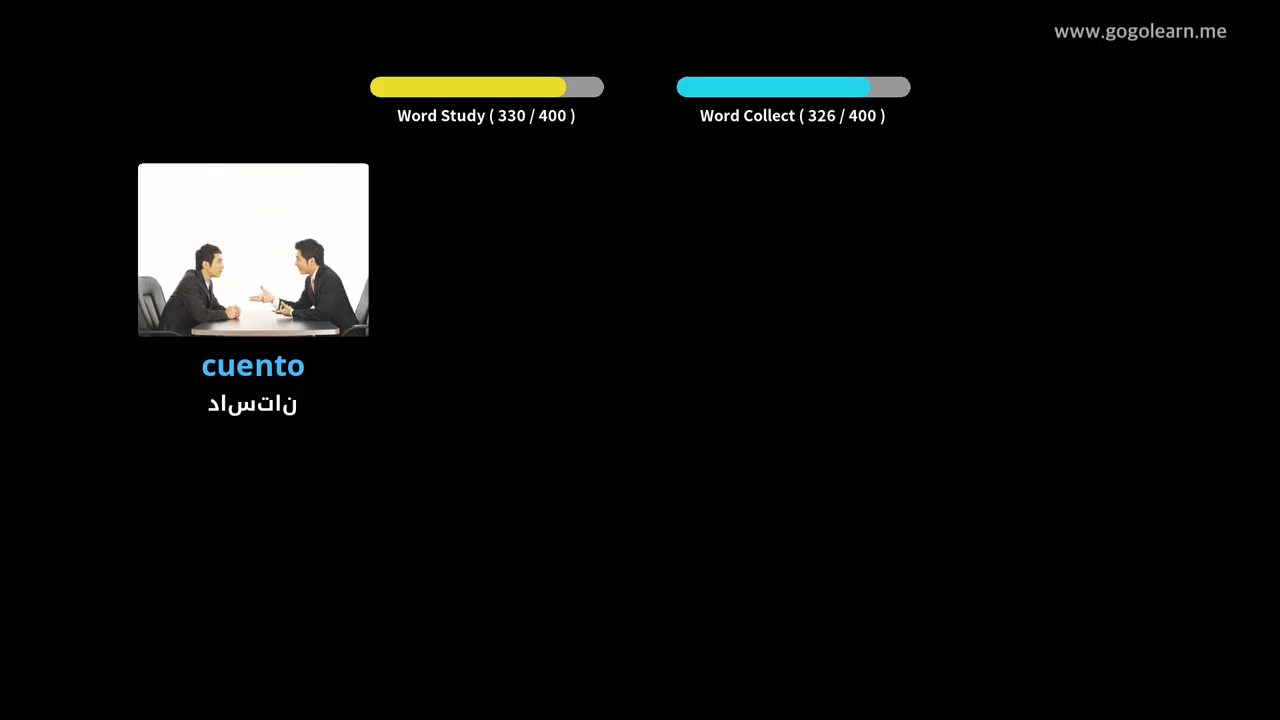 www.gogolearn.me
Word Study ( 330 / 400 )
Word Collect ( 326 / 400 )
cuento
ناتساد